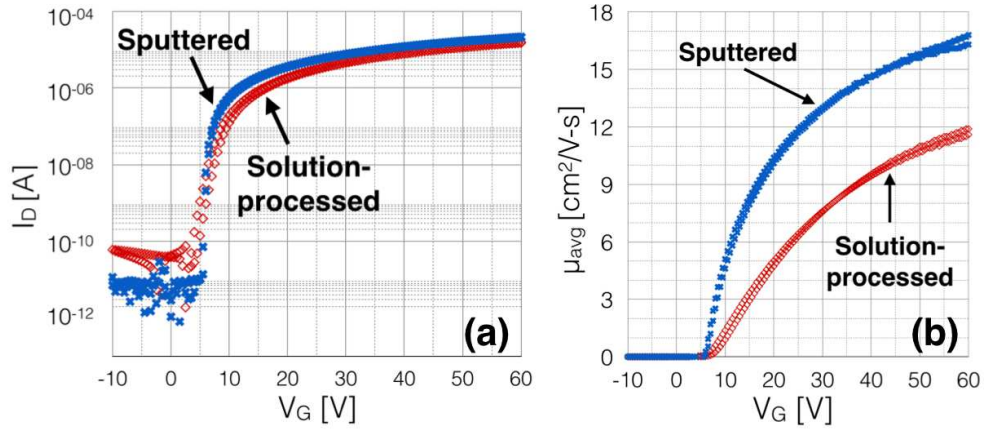 10-04
10-06
10-08
10-10
10-12
I_D [A]
Sputtered
Solution-
processed
(a)
-10 0 10 20 30 40 50 60
V_G [V]
18
15
12
9
6
3
0
μavg [cm²/V-s]
Sputtered
Solution-
processed
(b)
-10 0 10 20 30 40 50 60
V_G [V]